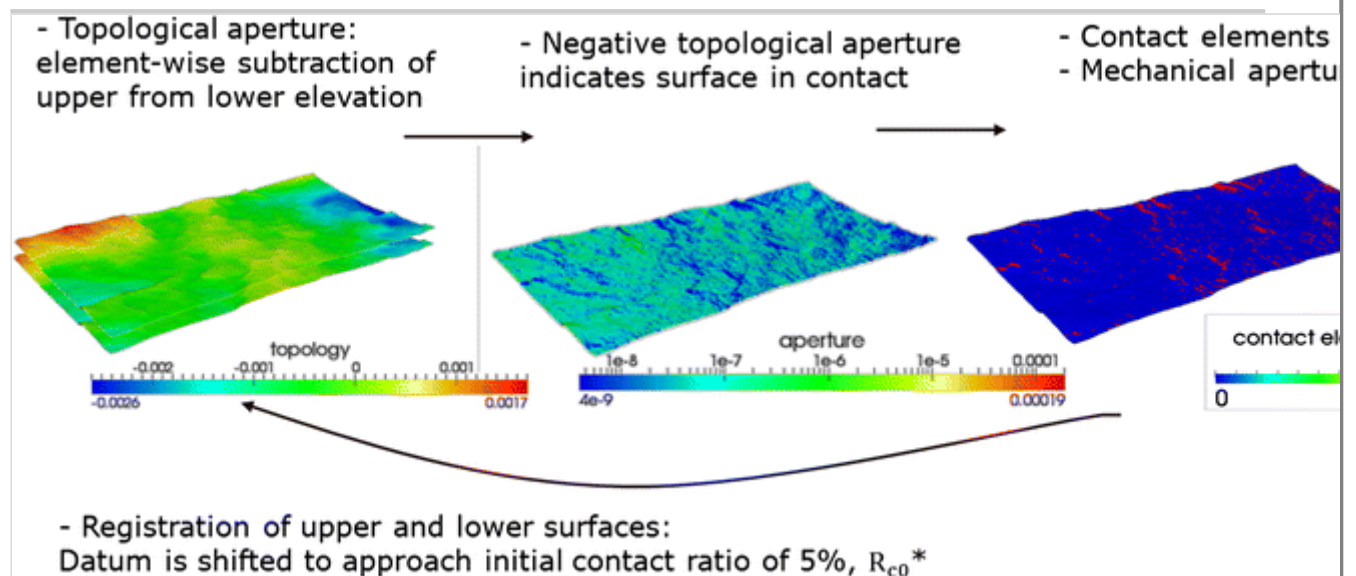 - Topological aperture:
element-wise subtraction of
upper from lower elevation
- Negative topological aperture
indicates surface in contact
- Contact elements
- Mechanical apertu
topology
-0.002 -0.001 0 0.001
-0.0026 0.0017
aperture
1e-8 1e-7 1e-6 1e-5 0.0001
4e-9 0.00019
contact el
0
- Registration of upper and lower surfaces:
Datum is shifted to approach initial contact ratio of 5%, R_c0*